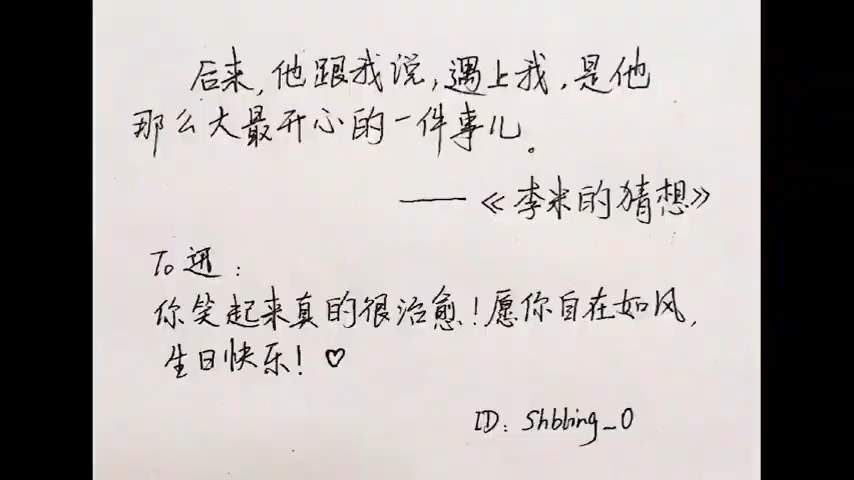 后来,他跟我说,遇上我,是他
那么大最开心的一件事儿。
——《李米的猜想》
To 迅:
你笑起来真的很治愈!愿你自在如风,
生日快乐!♡
ID: Shbbing_0